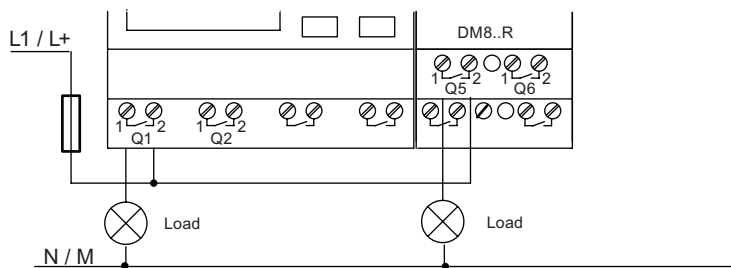 L1 / L+
DM8..R
1 2 1 2
Q5 Q6
1 2 1 2
Q1 Q2
Load Load
N / M